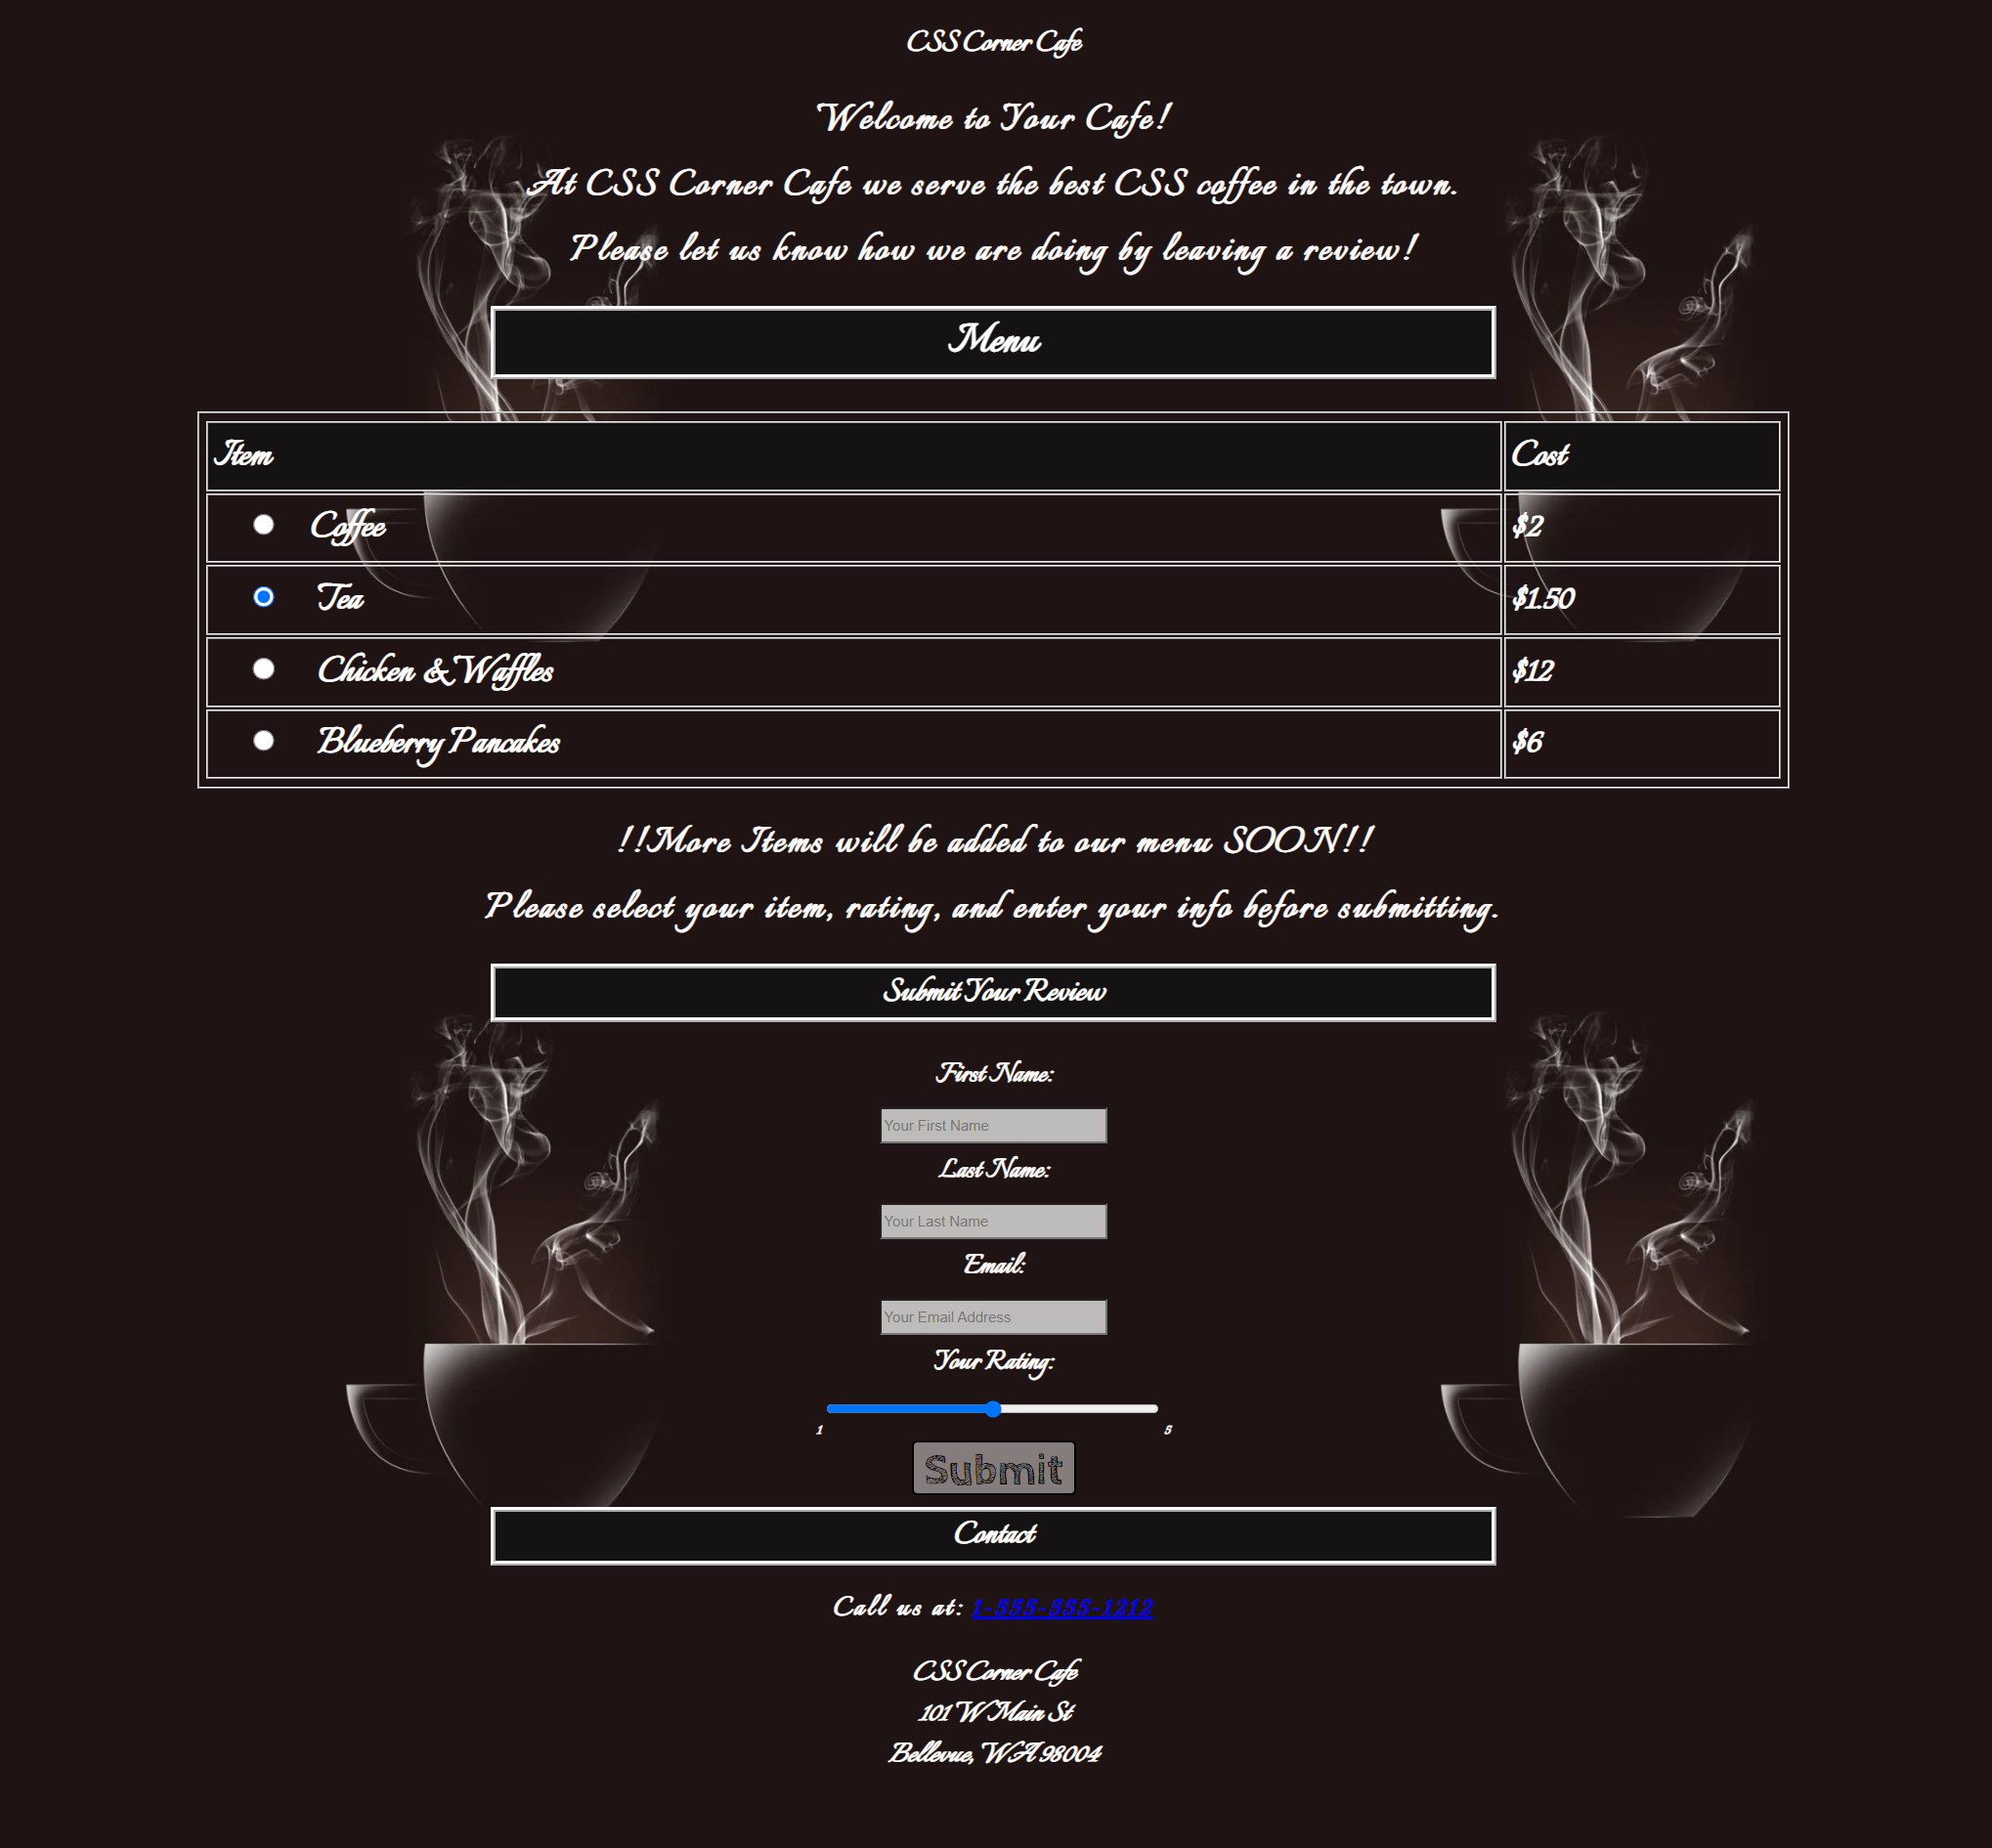 CSS Corner Cafe
Welcome to Your Cafe!
At CSS Corner Cafe we serve the best CSS coffee in the town.
Please let us know how we are doing by leaving a review!
Menu
Item Cost
Coffee $2
Tea $1.50
Chicken & Waffles $12
Blueberry Pancakes $6
!!More Items will be added to our menu SOON!!
Please select your item, rating, and enter your info before submitting.
Submit Your Review
First Name:
Your First Name
Last Name:
Your Last Name
Email:
Your Email Address
Your Rating:
1 5
Submit
Contact
Call us at: 1-555-555-1212
CSS Corner Cafe
101 W Main St
Bellevue, WA 98004